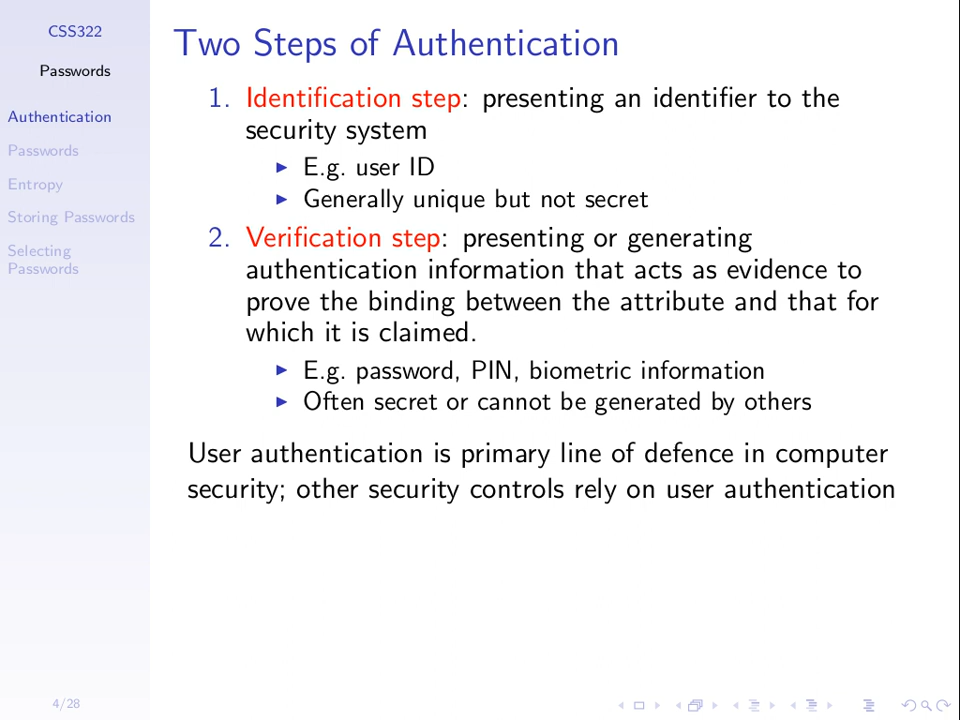 CSS322
Passwords
Authentication
Passwords
Entropy
Storing Passwords
Selecting
Passwords
4/28
Two Steps of Authentication
1. Identification step: presenting an identifier to the
security system
E.g. user ID
Generally unique but not secret
2. Verification step: presenting or generating
authentication information that acts as evidence to
prove the binding between the attribute and that for
which it is claimed.
E.g. password, PIN, biometric information
Often secret or cannot be generated by others
User authentication is primary line of defence in computer
security; other security controls rely on user authentication